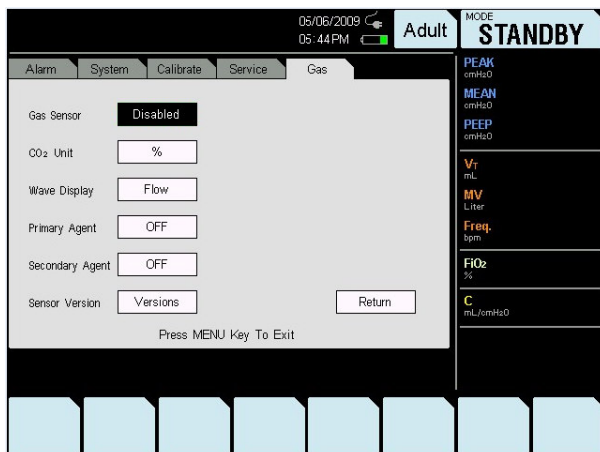 05/06/2009
05:44PM
Adult
MODE
STANDBY
Alarm System Calibrate Service Gas
Gas Sensor Disabled
CO₂ Unit %
Wave Display Flow
Primary Agent OFF
Secondary Agent OFF
Sensor Version Versions Return
Press MENU Key To Exit
PEAK
cmH2O
MEAN
cmH2O
PEEP
cmH2O
VT
mL
MV
Liter
Freq.
bpm
FiO₂
%
C
mL/cmH2O